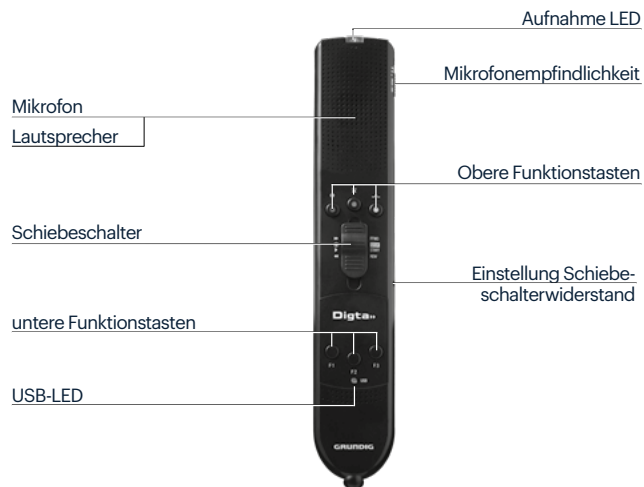 Aufnahme LED
Mikrofonempfindlichkeit
Mikrofon
Lautsprecher
Obere Funktionstasten
Schiebeschalter
Einstellung Schiebe-
schalterwiderstand
Digta
untere Funktionstasten
F1 F2 F3
USB-LED
GRUNDIG